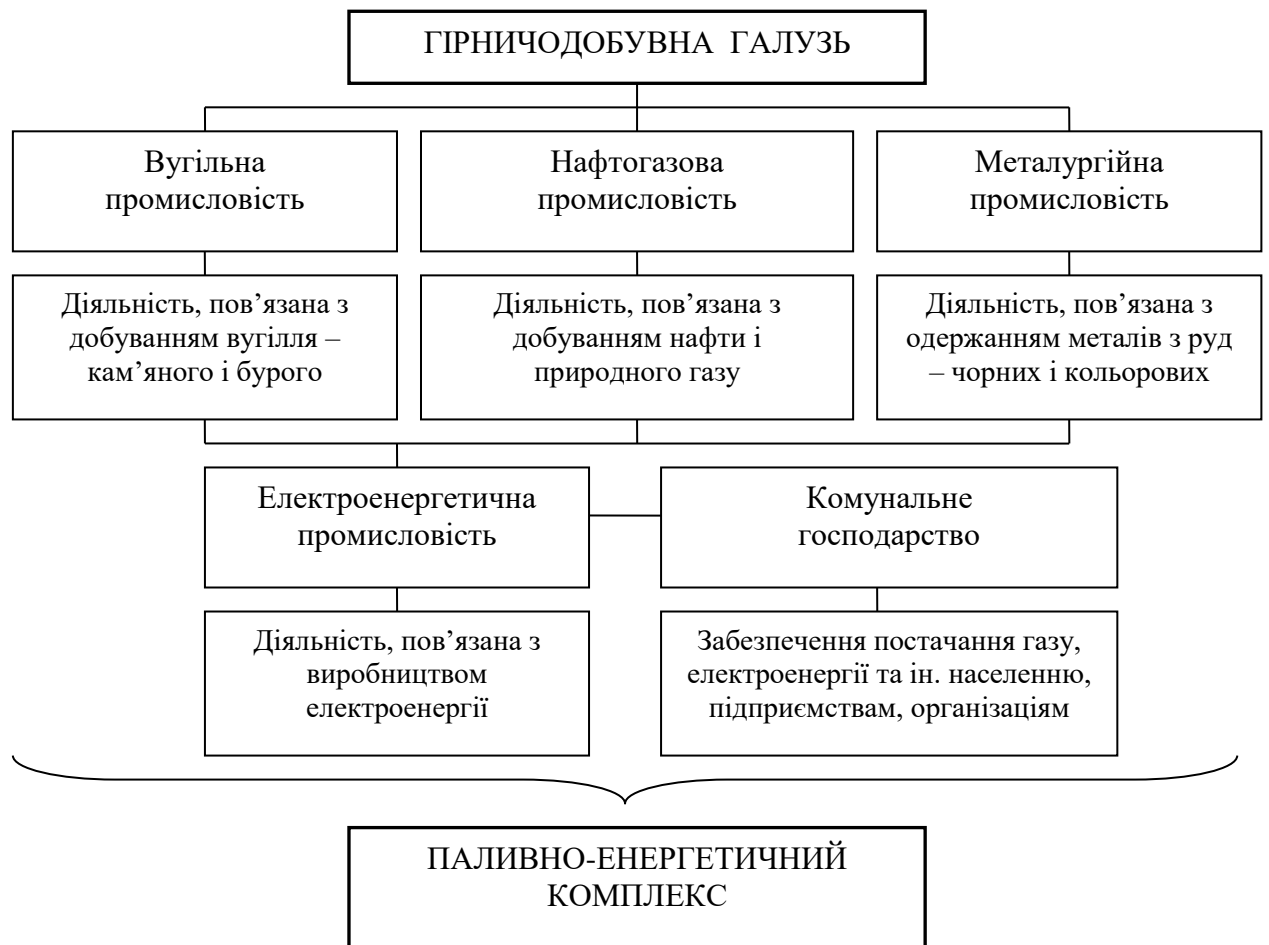 ГІРНИЧОДОБУВНА ГАЛУЗЬ
Вугільна
промисловість
Нафтогазова
промисловість
Металургійна
промисловість
Діяльність, пов’язана з
добуванням вугілля –
кам’яного і бурого
Діяльність, пов’язана з
добуванням нафти і
природного газу
Діяльність, пов’язана з
одержанням металів з руд
– чорних і кольорових
Електроенергетична
промисловість
Комунальне
господарство
Діяльність, пов’язана з
виробництвом
електроенергії
Забезпечення постачання газу,
електроенергії та ін. населенню,
підприємствам, організаціям
ПАЛИВНО-ЕНЕРГЕТИЧНИЙ
КОМПЛЕКС